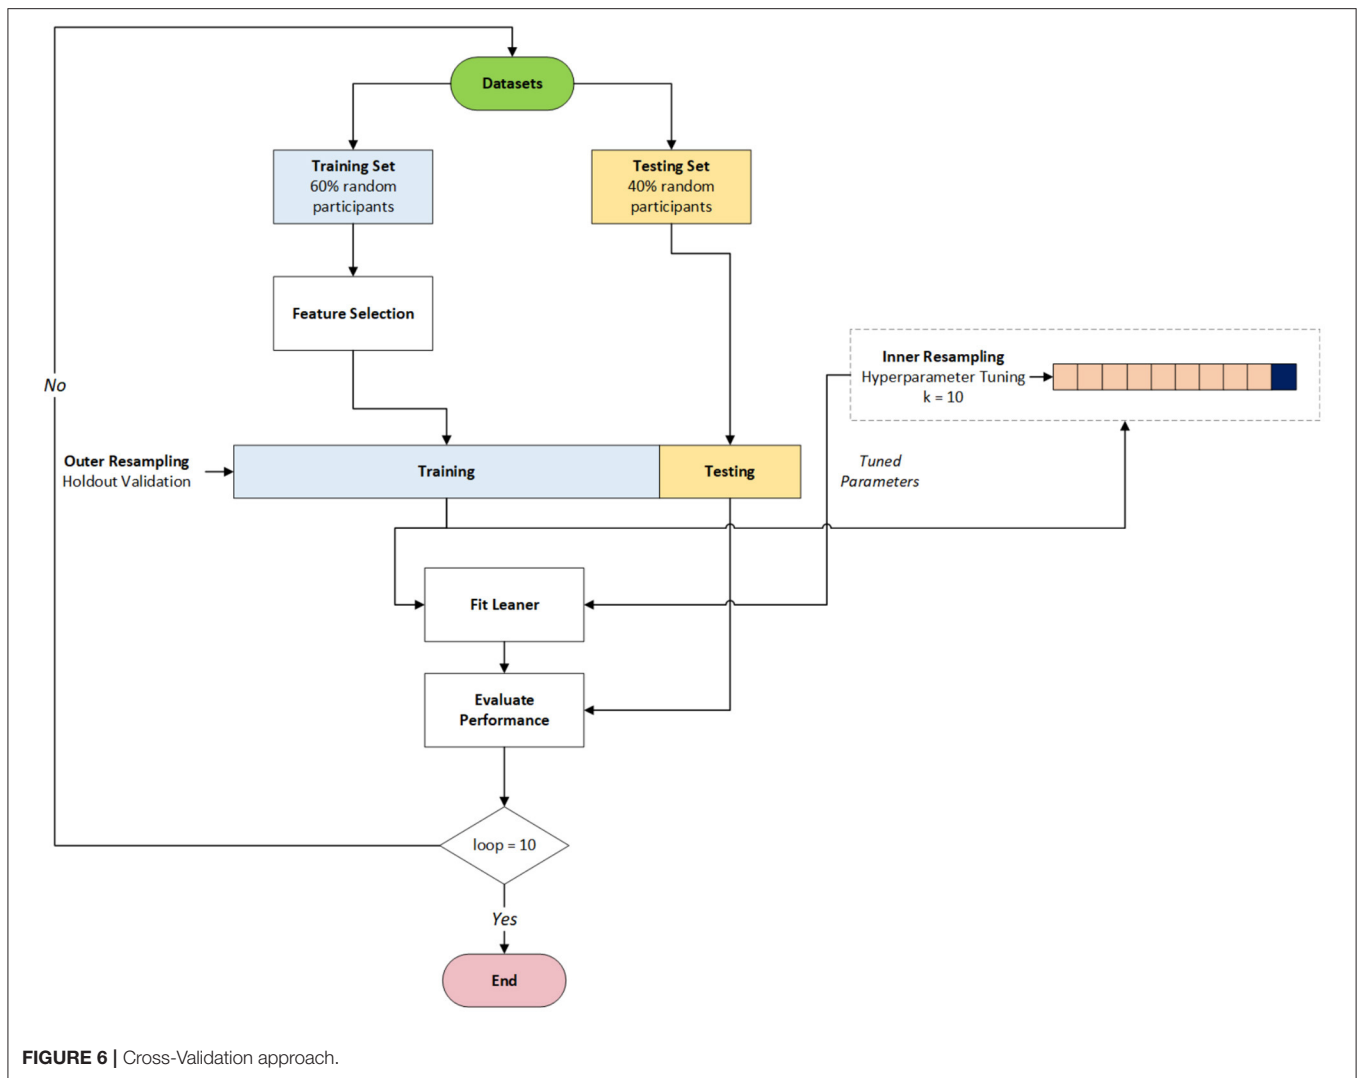 Datasets
Training Set
60% random
participants
Testing Set
40% random
participants
Feature Selection
Inner Resampling
Hyperparameter Tuning
k = 10
No
Outer Resampling
Holdout Validation
Training
Testing
Tuned
Parameters
Fit Leaner
Evaluate
Performance
loop = 10
Yes
End
FIGURE 6 | Cross-Validation approach.